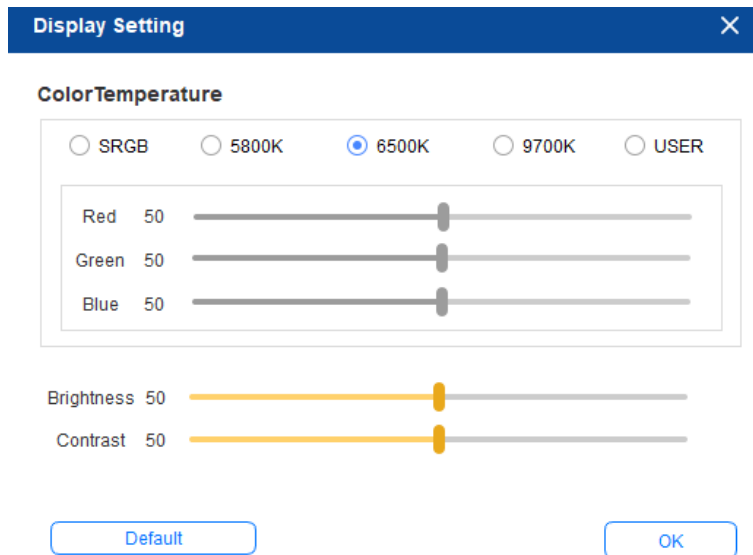 Display Setting
ColorTemperature
SRGB 5800K 6500K 9700K USER
Red 50
Green 50
Blue 50
Brightness 50
Contrast 50
Default OK